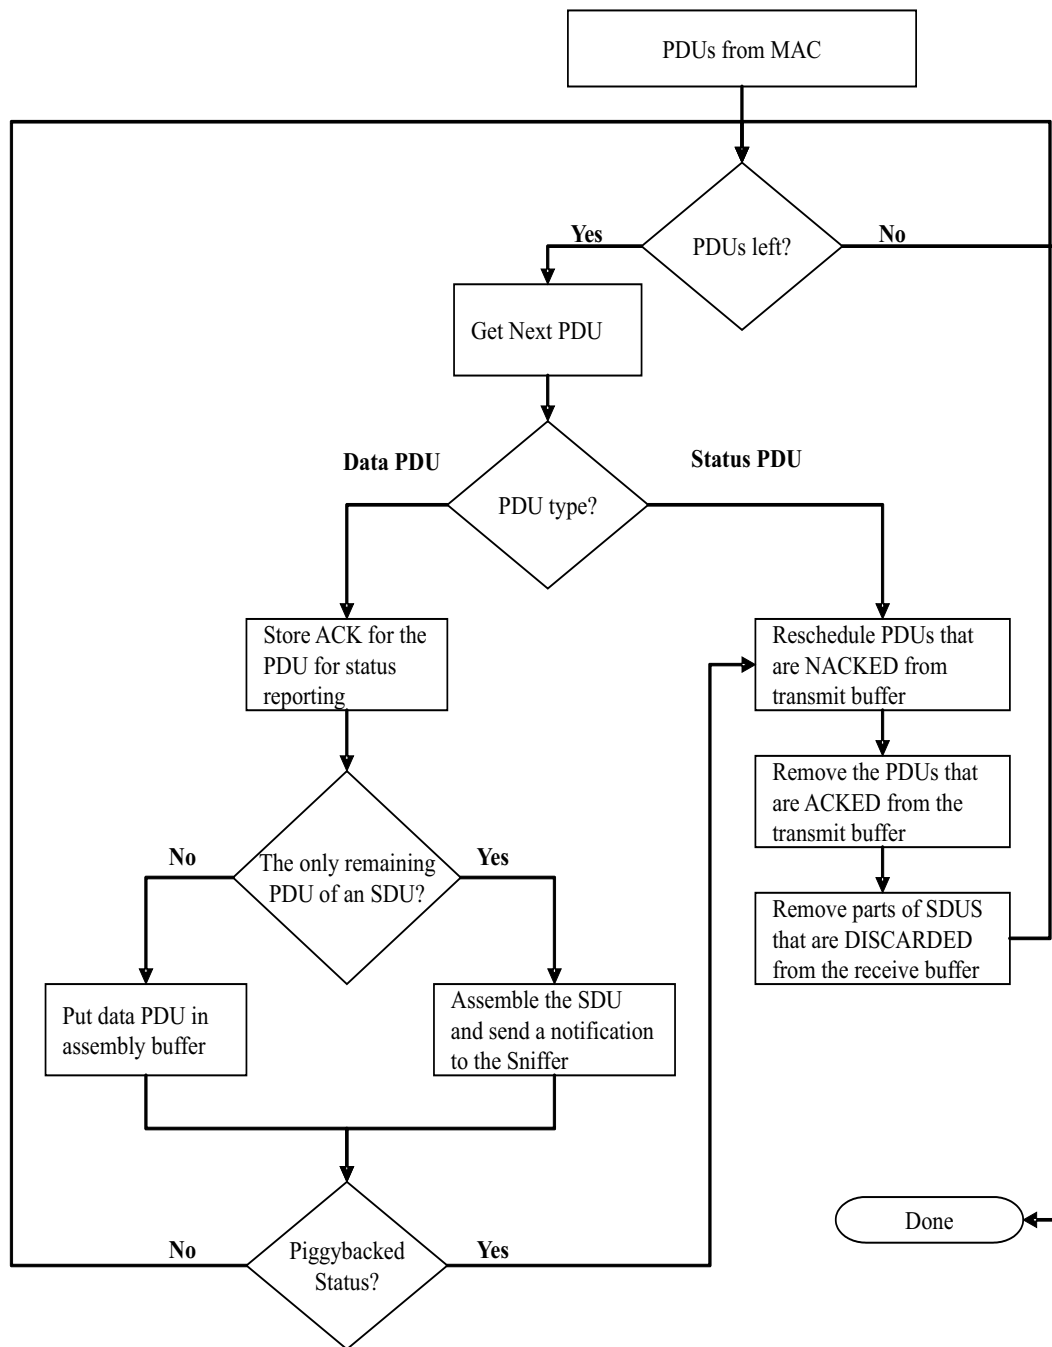 PDUs from MAC
Yes
No
PDUs left?
Get Next PDU
Data PDU
Status PDU
PDU type?
Store ACK for the
PDU for status
reporting
Reschedule PDUs that
are NACKED from
transmit buffer
Remove the PDUs that
are ACKED from the
transmit buffer
No
Yes
The only remaining
PDU of an SDU?
Remove parts of SDUS
that are DISCARDED
from the receive buffer
Put data PDU in
assembly buffer
Assemble the SDU
and send a notification
to the Sniffer
Done
No
Yes
Piggybacked
Status?